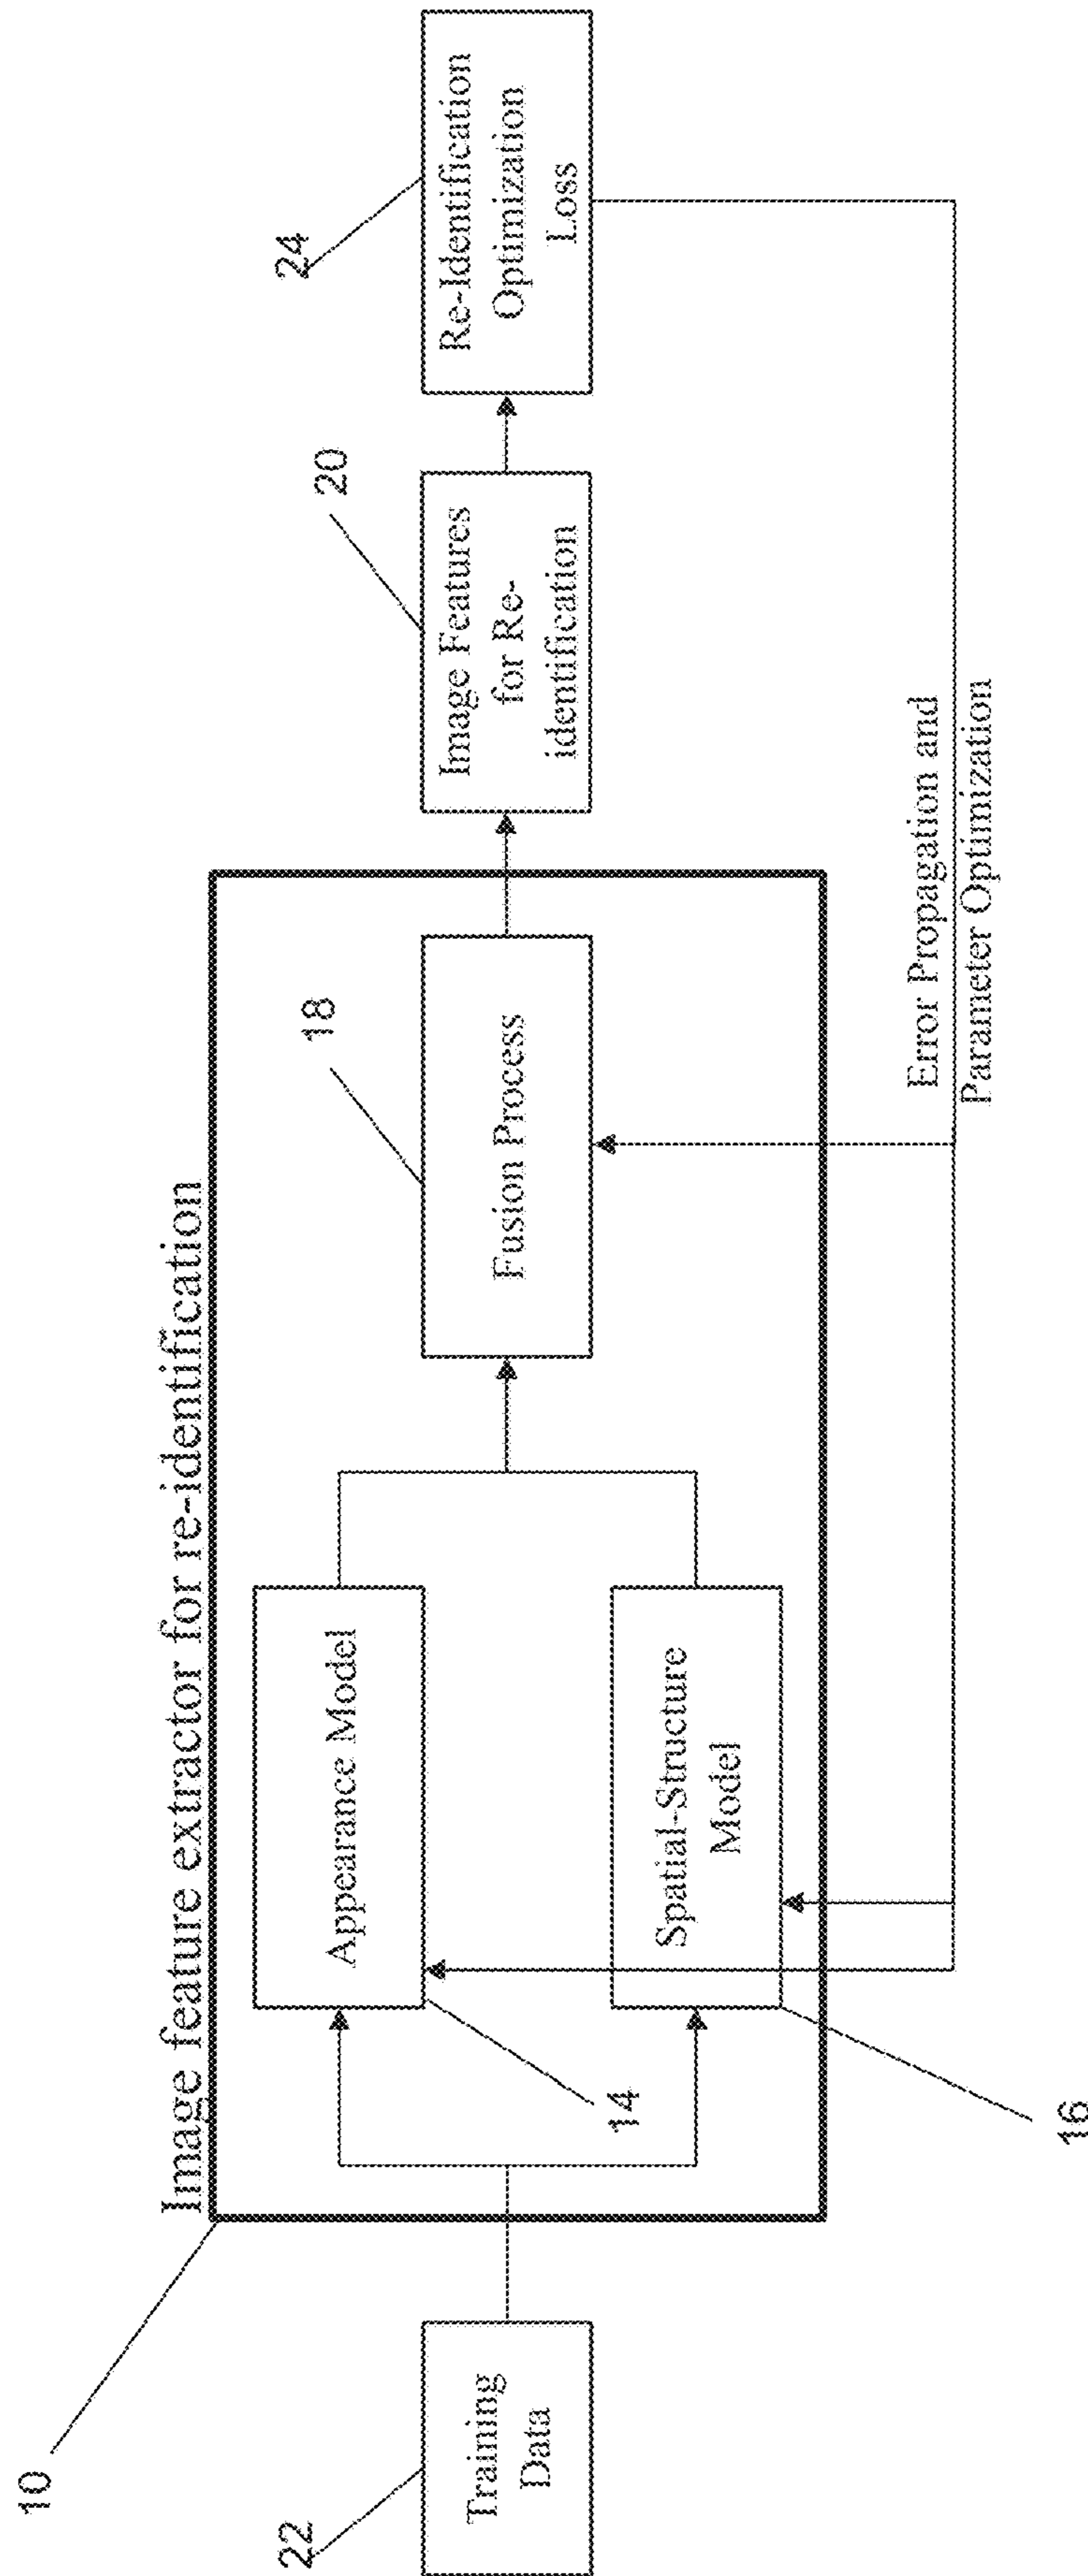 Image feature extractor for re-identification
10
22
Training
Data
Appearance Model
14
Spatial-Structure
Model
16
Fusion Process
18
Image Features
for Re-
identification
20
Re-Identification
Optimization
Loss
24
Error Propagation and
Parameter Optimization